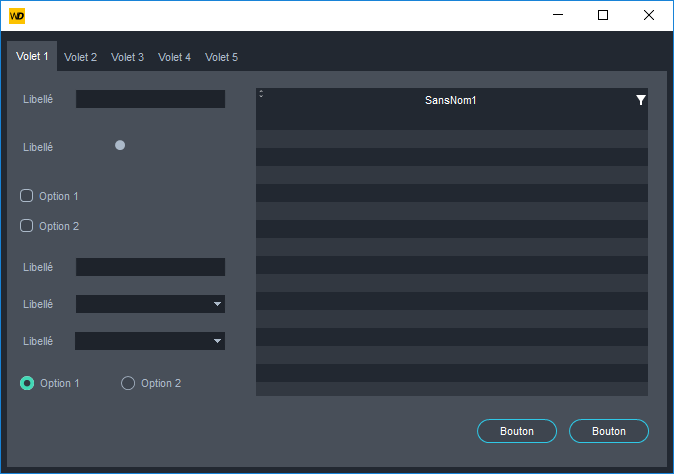 WD
Volet 1 Volet 2 Volet 3 Volet 4 Volet 5
Libellé
SansNom1
Libellé
Option 1
Option 2
Libellé
Libellé
Libellé
Option 1 Option 2
Bouton Bouton